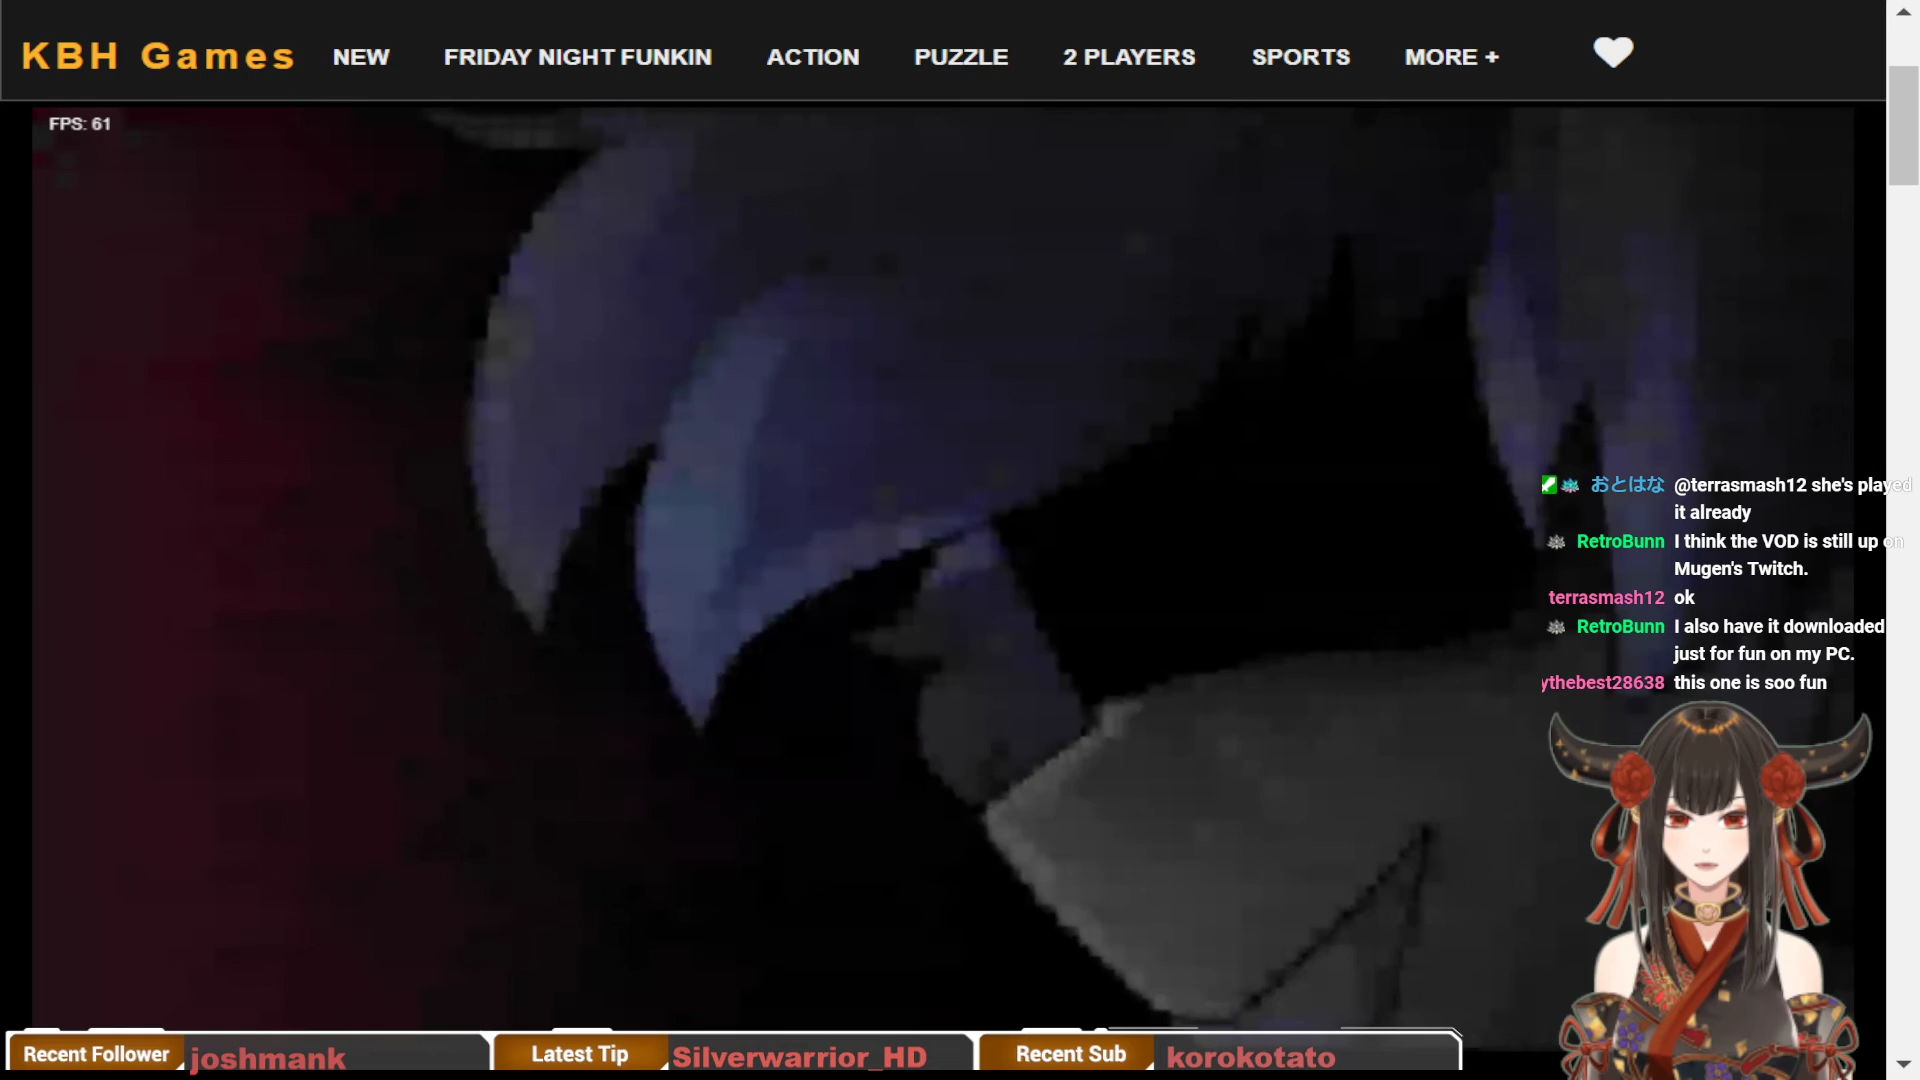 KBH Games NEW FRIDAY NIGHT FUNKIN ACTION PUZZLE 2 PLAYERS SPORTS MORE +
FPS: 61
おとはな @terrasmash12 she's played
it already
RetroBunn I think the VOD is still up on
Mugen's Twitch.
terrasmash12 ok
RetroBunn I also have it downloaded
just for fun on my PC.
ythebest28638 this one is soo fun
Recent Follower joshmank Latest Tip Silverwarrior_HD Recent Sub korokotato